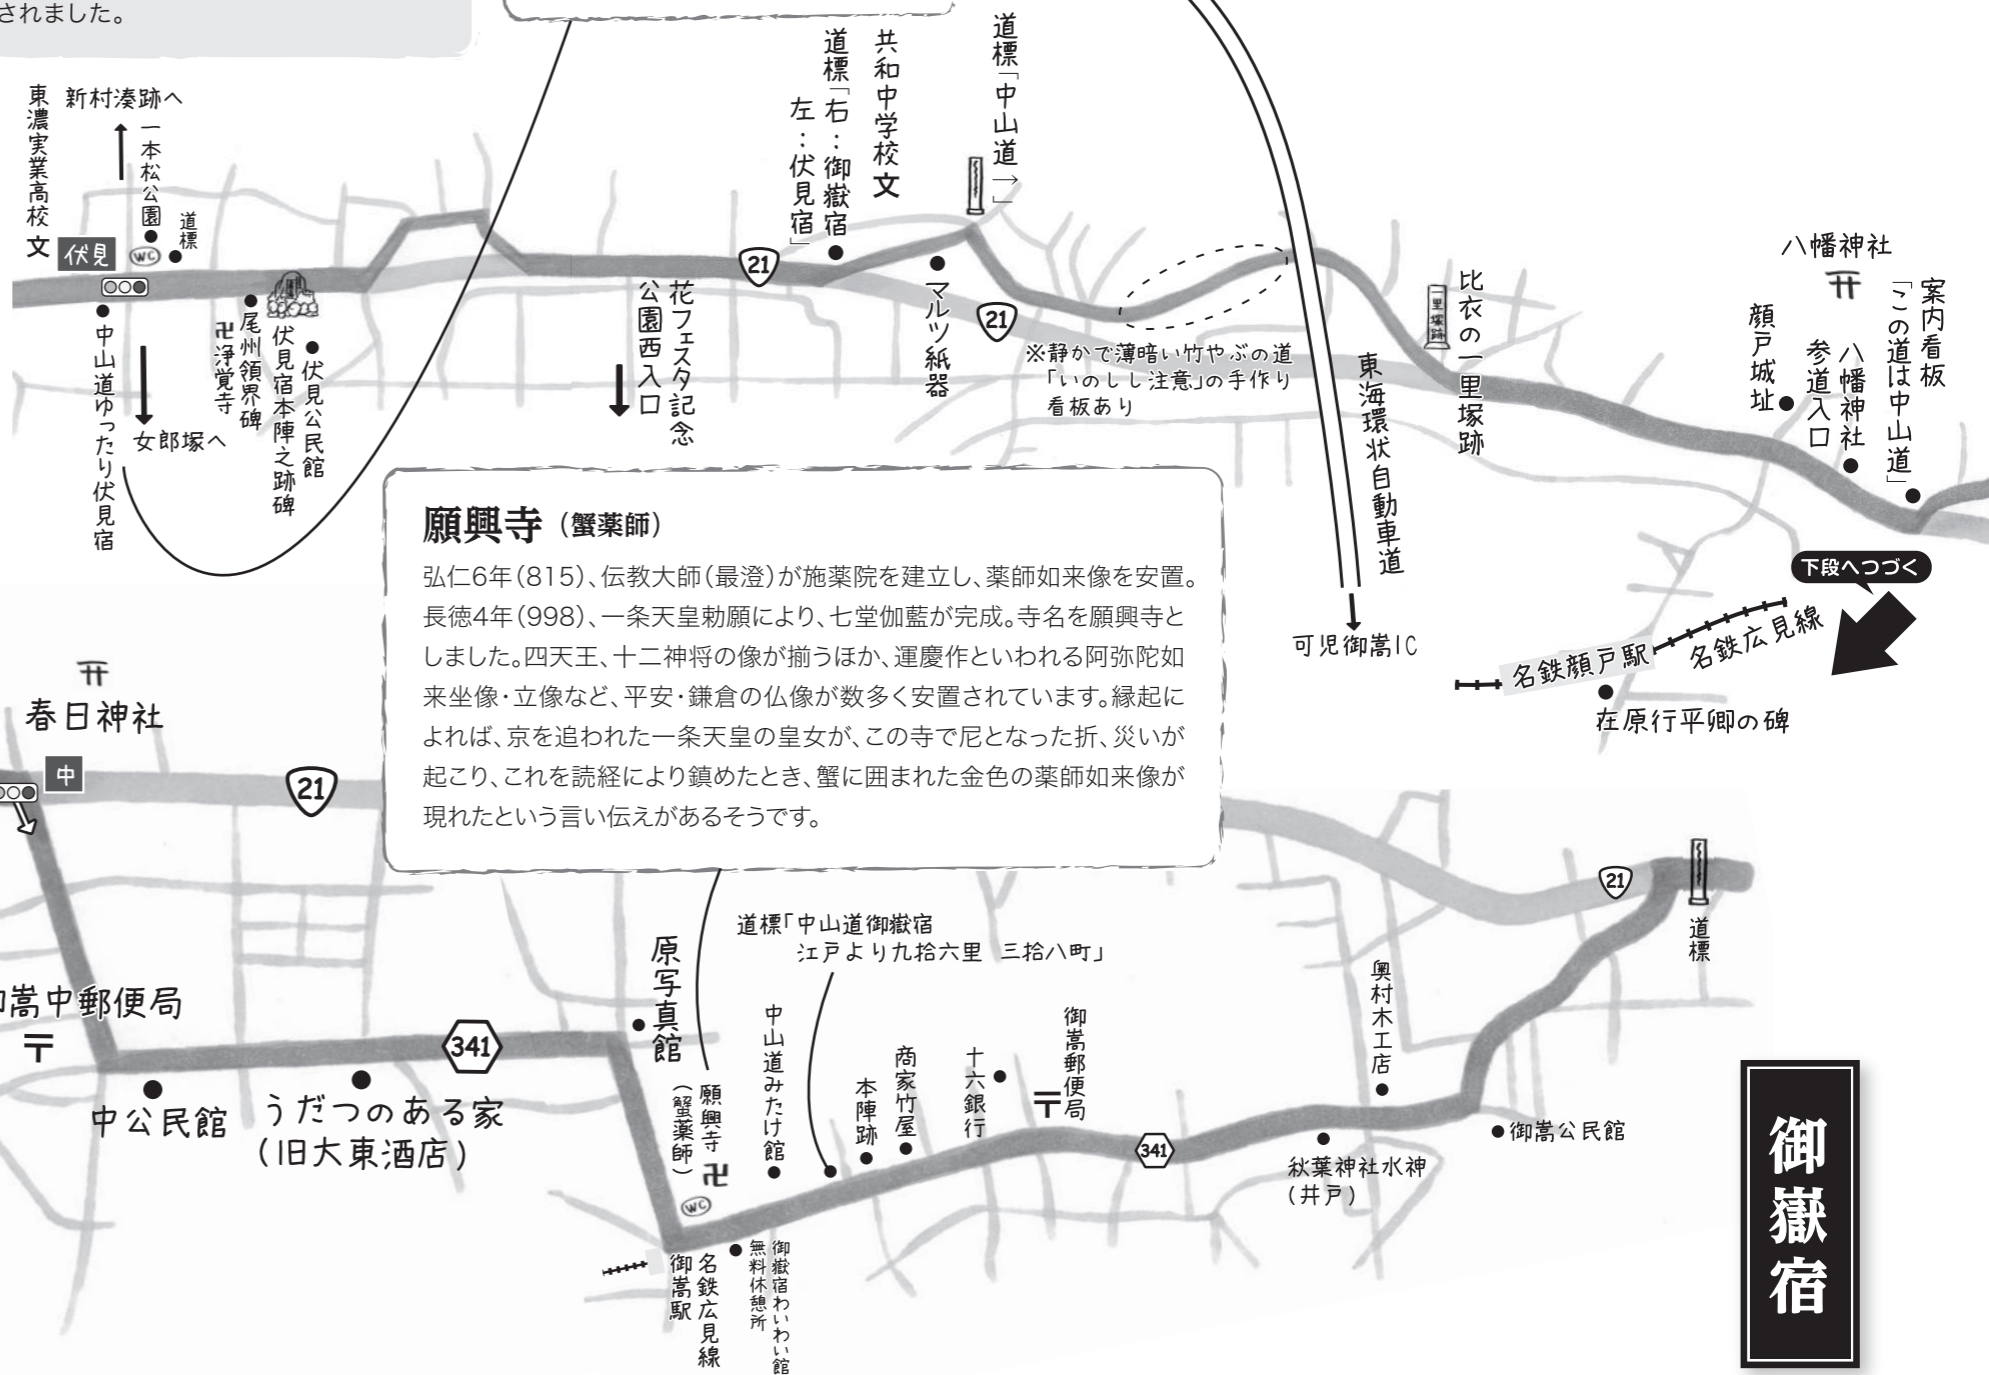 されました。
東濃実業高校
文
新村湊跡へ
一本松公園
道標
伏見
WC
中山道ゆったり伏見宿
女郎塚へ
卍浄覚寺
尾州領界碑
伏見宿本陣之跡碑
伏見公民館
花フェスタ記念
公園西入口
21
道標「右：御嶽宿
左：伏見宿」
共和中学校
文
マルツ紙器
道標「中山道→」
21
※静かで薄暗い竹やぶの道
「いのしし注意」の手作り
看板あり
東海環状自動車道
可児御嵩IC
一里塚跡
比衣の一里塚跡
顔戸城址
八幡神社
八幡神社
参道入口
案内看板
「この道は中山道」
下段へつづく
名鉄広見線
名鉄顔戸駅
在原行平卿の碑
願興寺（蟹薬師）
弘仁6年（815）、伝教大師（最澄）が施薬院を建立し、薬師如来像を安置。
長徳4年（998）、一条天皇勅願により、七堂伽藍が完成。寺名を願興寺と
しました。四天王、十二神将の像が揃うほか、運慶作といわれる阿弥陀如
来坐像・立像など、平安・鎌倉の仏像が数多く安置されています。縁起に
よれば、京を追われた一条天皇の皇女が、この寺で尼となった折、災いが
起こり、これを読経により鎮めたとき、蟹に囲まれた金色の薬師如来像が
現れたという言い伝えがあるそうです。
春日神社
中
21
嵩中郵便局
〒
中公民館
うだつのある家
（旧大東酒店）
341
原写真館
願興寺
（蟹薬師）
卍
WC
名鉄広見線
御嵩駅
御嶽宿わいわい館
無料休憩所
中山道みたけ館
道標「中山道御嶽宿
江戸より九拾六里 三拾八町」
本陣跡
商家竹屋
十六銀行
御嵩郵便局
〒
341
秋葉神社水神
（井戸）
奥村木工店
御嵩公民館
21
道標
御嶽宿